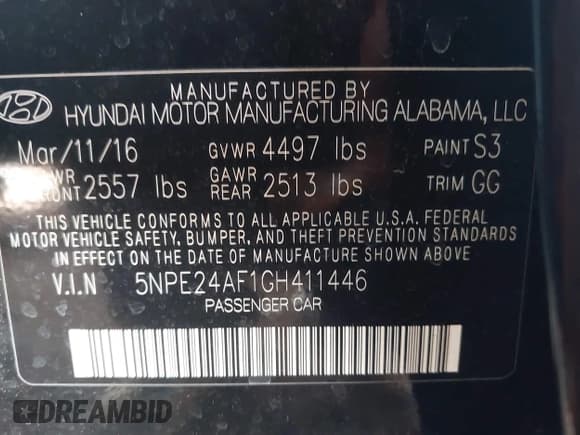 MANUFACTURED BY
HYUNDAI MOTOR MANUFACTURING ALABAMA, LLC
Mar/11/16 GVWR 4497 lbs PAINT S3
WR FRONT 2557 lbs GAWR REAR 2513 lbs TRIM GG
THIS VEHICLE CONFORMS TO ALL APPLICABLE U.S.A. FEDERAL
MOTOR VEHICLE SAFETY, BUMPER, AND THEFT PREVENTION STANDARDS
IN EFFECT ON THE DATE OF MANUFACTURE SHOWN ABOVE
V.I.N 5NPE24AF1GH411446
PASSENGER CAR
DREAMBID